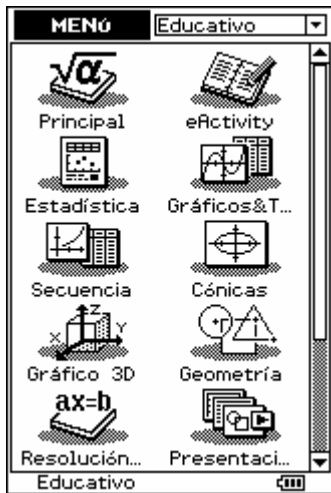 MENú Educativo
√α
Principal eActivity
Estadística Gráficos&T...
Secuencia Cónicas
Z
X Y
Gráfico 3D Geometría
ax=b
Resolución... Presentaci...
Educativo